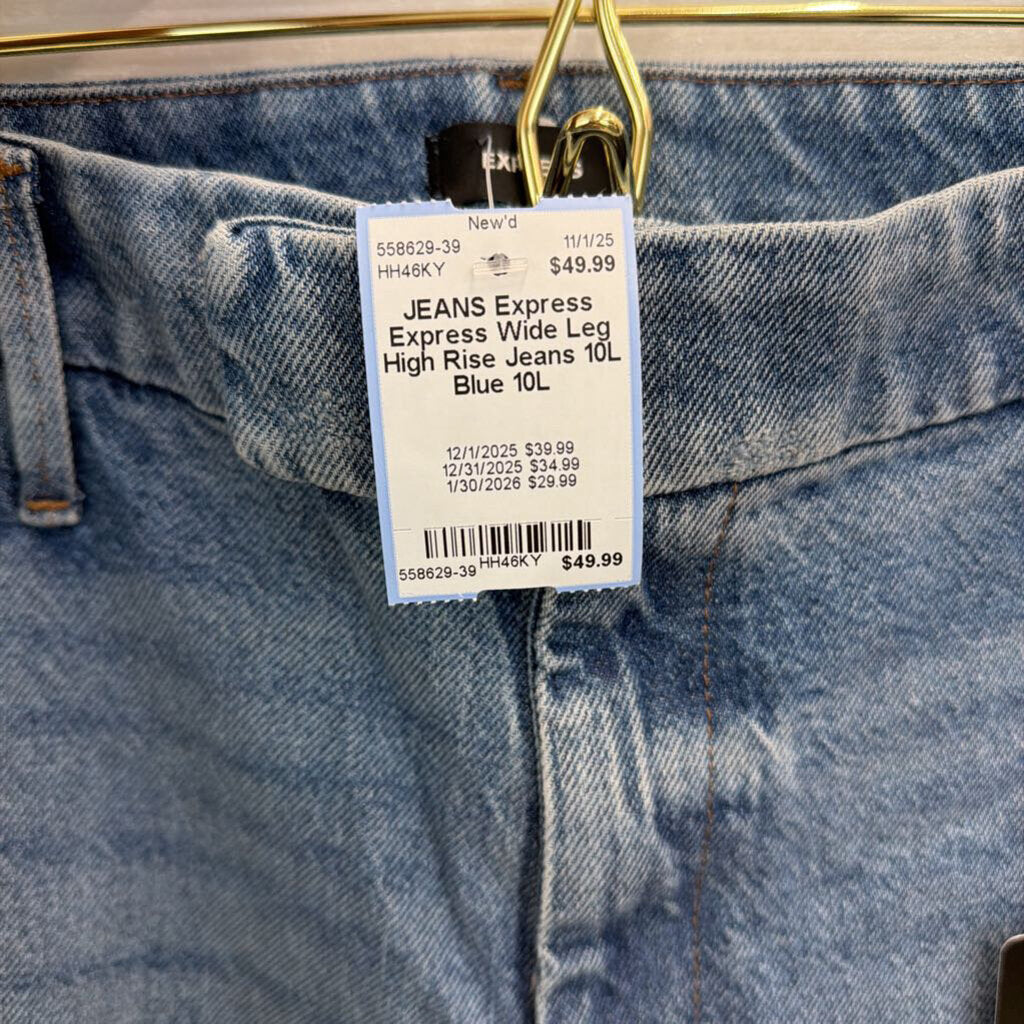 EXPRESS
New'd
558629-39 11/1/25
HH46KY $49.99
JEANS Express
Express Wide Leg
High Rise Jeans 10L
Blue 10L
12/1/2025 $39.99
12/31/2025 $34.99
1/30/2026 $29.99
558629-39 HH46KY $49.99